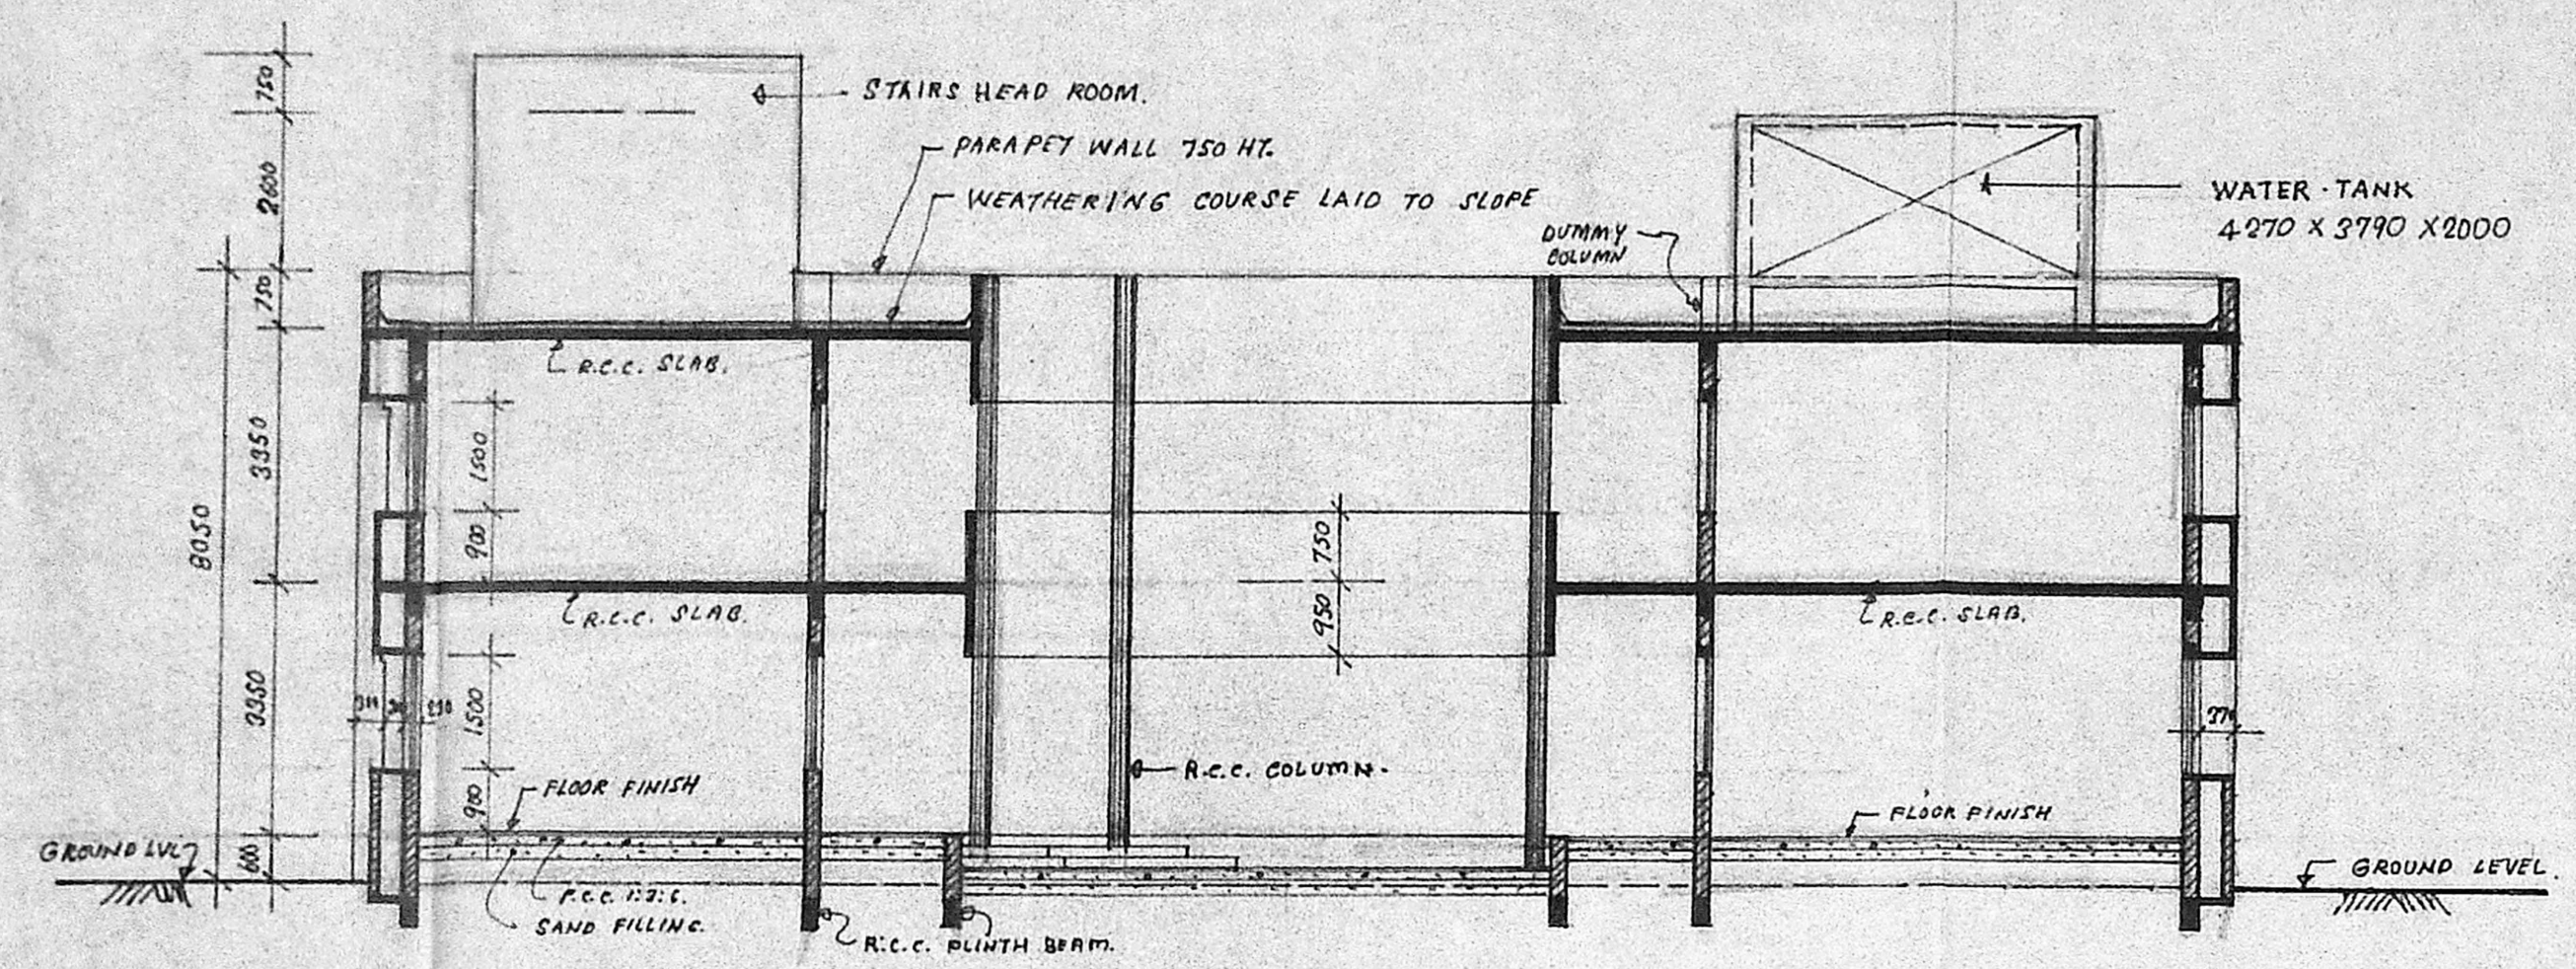 750
STAIRS HEAD ROOM.
PARAPET WALL 750 HT.
2600
WEATHERING COURSE LAID TO SLOPE
WATER · TANK
4270 X 3790 X 2000
DUMMY
COLUMN
750
R.C.C. SLAB.
3350
1500
8050
900
750
R.C.C. SLAB.
R.C.C. SLAB.
950
3350
1500
230
R.C.C. COLUMN.
FLOOR FINISH
900
FLOOR FINISH
GROUND LVL
600
GROUND LEVEL.
P.C.C. 1:3:6.
SAND FILLING.
R.C.C. PLINTH BEAM.